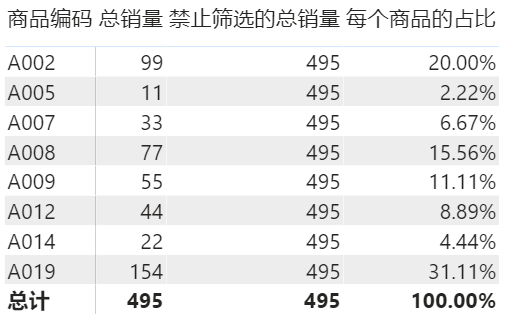 商品编码 总销量 禁止筛选的总销量 每个商品的占比
A002 99 495 20.00%
A005 11 495 2.22%
A007 33 495 6.67%
A008 77 495 15.56%
A009 55 495 11.11%
A012 44 495 8.89%
A014 22 495 4.44%
A019 154 495 31.11%
总计 495 495 100.00%